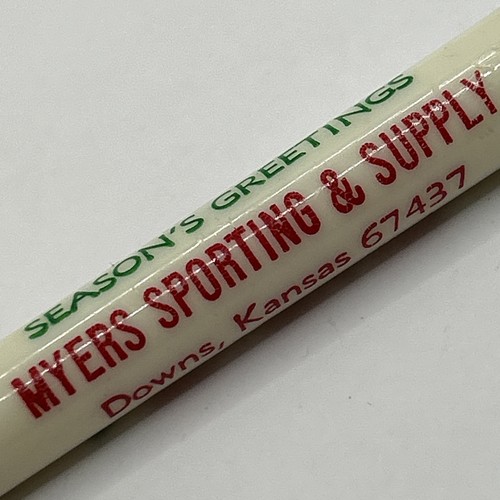 SEASON'S GREETINGS
MYERS SPORTING & SUPPLY
Downs, Kansas 67437